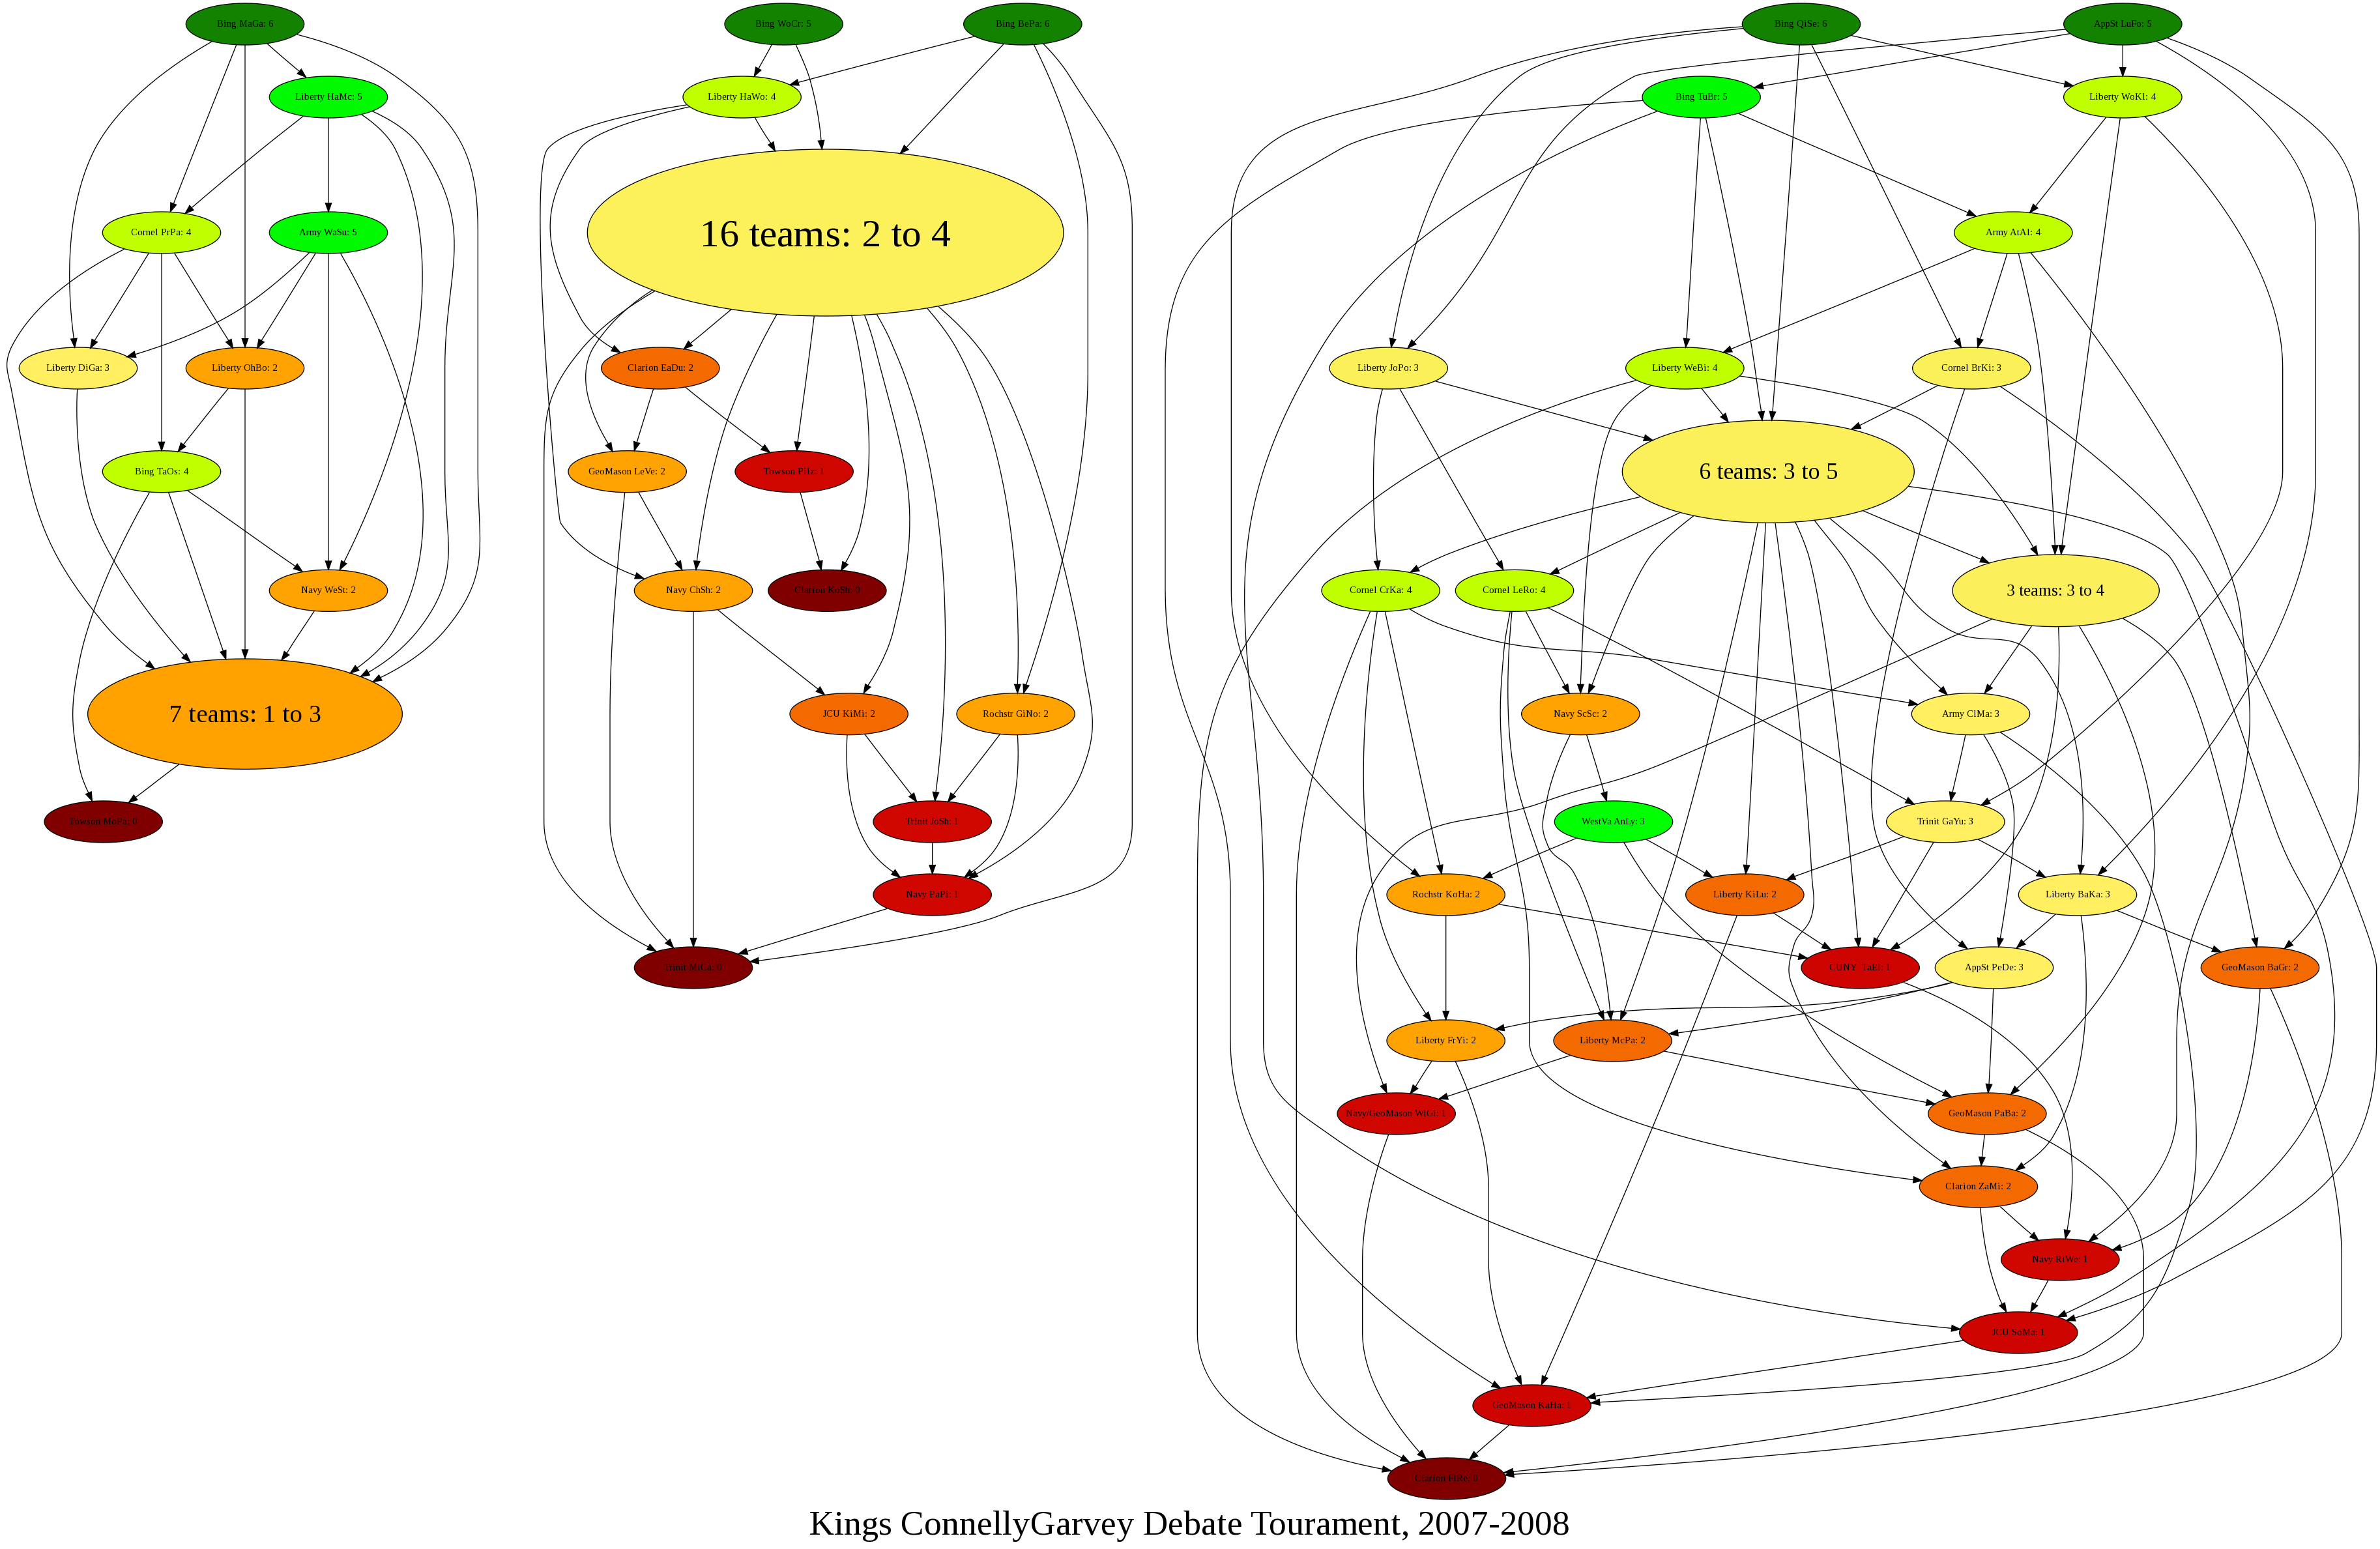 Bing MaGa: 6
Bing WoCr: 5
Bing BePa: 6
Bing QiSe: 6
AppSt LuFo: 5
Liberty HaMc: 5
Liberty HaWo: 4
Bing TuBr: 5
Liberty WoKl: 4
Cornel PrPa: 4
Army WaSu: 5
16 teams: 2 to 4
Army AtAl: 4
Liberty DiGa: 3
Liberty OhBo: 2
Clarion EaDu: 2
Liberty JoPo: 3
Liberty WeBi: 4
Cornel BrKi: 3
Bing TaOs: 4
GeoMason LeVe: 2
Towson PiIz: 1
6 teams: 3 to 5
Navy WeSt: 2
Navy ChSh: 2
Clarion KoSh: 0
Cornel CrKa: 4
Cornel LeRo: 4
3 teams: 3 to 4
7 teams: 1 to 3
JCU KiMi: 2
Rochstr GiNo: 2
Navy ScSc: 2
Army ClMa: 3
Towson MoPa: 0
Trinit JoSh: 1
WestVa AnLy: 3
Trinit GaYu: 3
Navy PaPi: 1
Rochstr KoHa: 2
Liberty KiLu: 2
Liberty BaKa: 3
Trinit MiCa: 0
CUNY TaEl: 1
AppSt PeDe: 3
GeoMason BaGr: 2
Liberty FrYi: 2
Liberty McPa: 2
Navy/GeoMason WiGi: 1
GeoMason PaBa: 2
Clarion ZaMi: 2
Navy RiWe: 1
JCU SoMa: 1
GeoMason KaHa: 1
Clarion FiRe: 0
Kings ConnellyGarvey Debate Tourament, 2007-2008